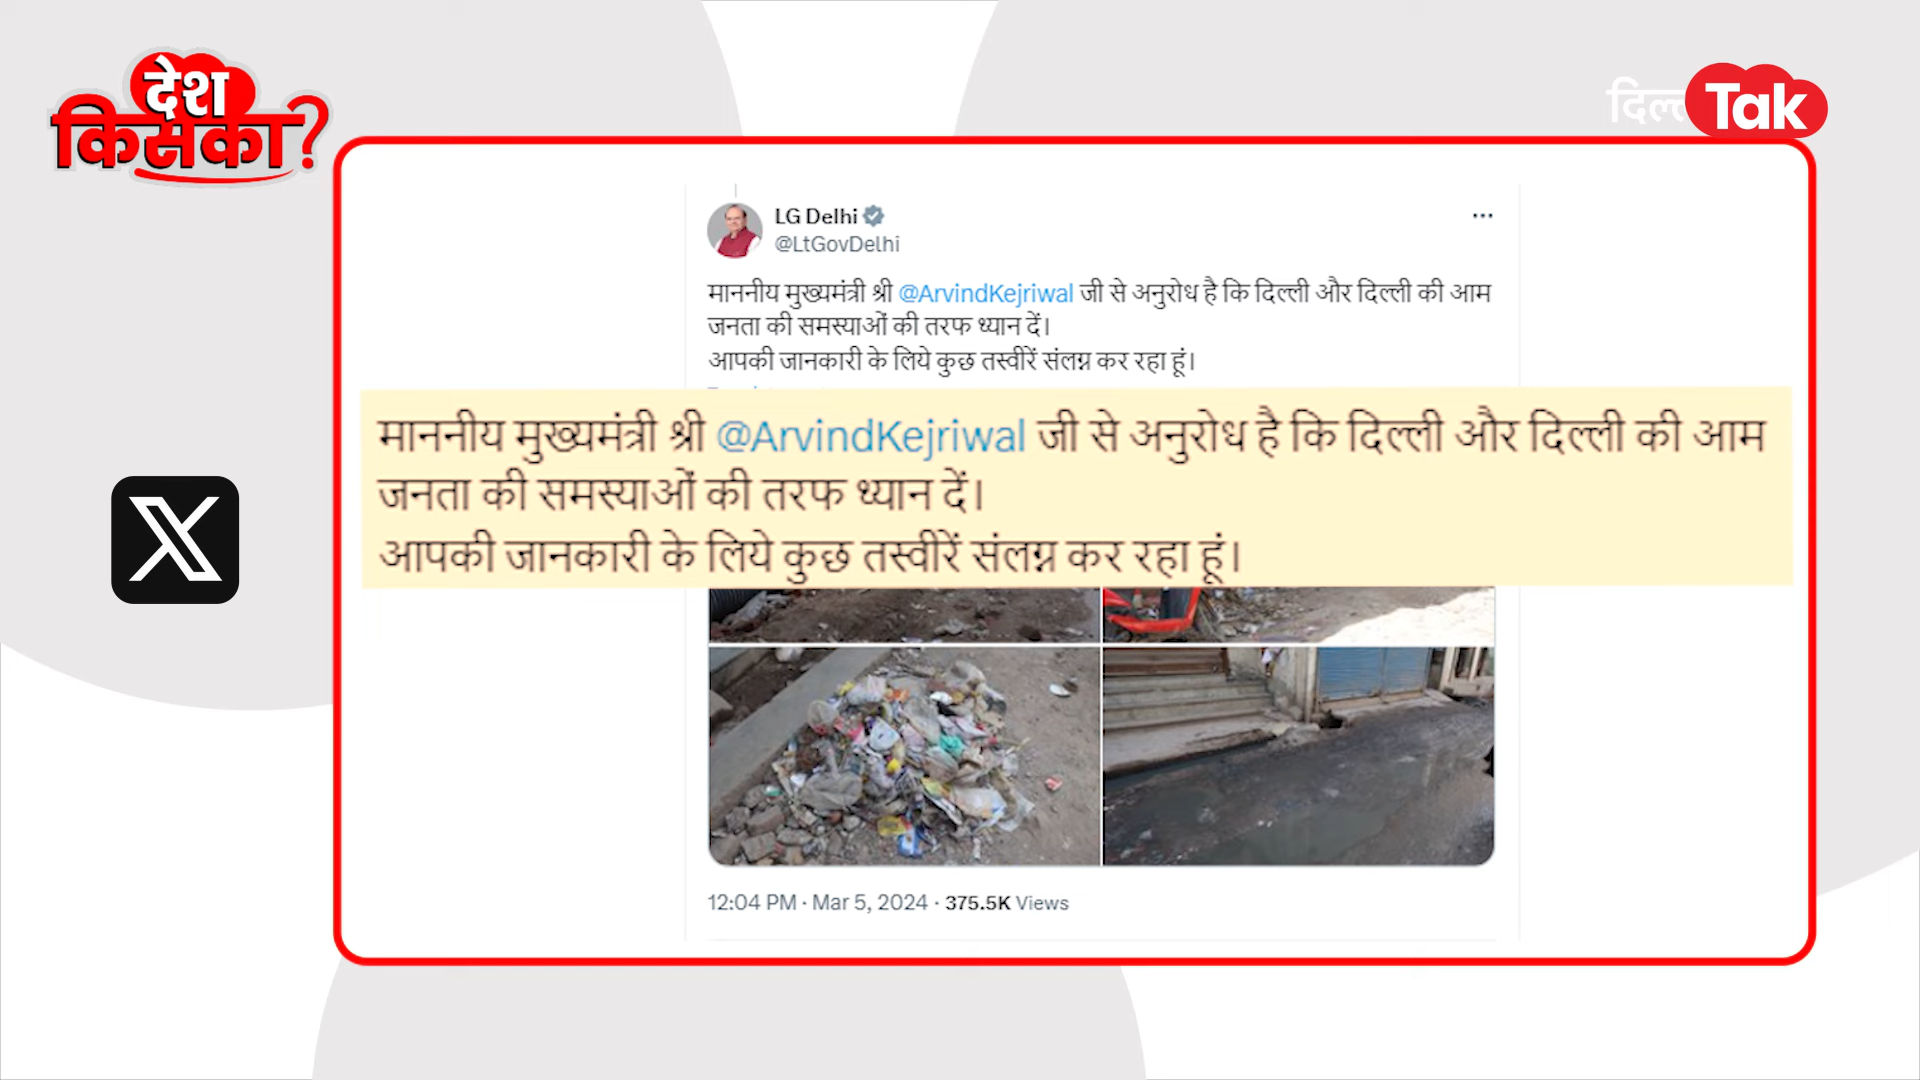 देश
किसका?
दिल्ली Tak
LG Delhi
@LtGovDelhi
माननीय मुख्यमंत्री श्री @ArvindKejriwal जी से अनुरोध है कि दिल्ली और दिल्ली की आम
जनता की समस्याओं की तरफ ध्यान दें।
आपकी जानकारी के लिये कुछ तस्वीरें संलग्न कर रहा हूं।
माननीय मुख्यमंत्री श्री @ArvindKejriwal जी से अनुरोध है कि दिल्ली और दिल्ली की आम
जनता की समस्याओं की तरफ ध्यान दें।
आपकी जानकारी के लिये कुछ तस्वीरें संलग्न कर रहा हूं।
12:04 PM · Mar 5, 2024 · 375.5K Views